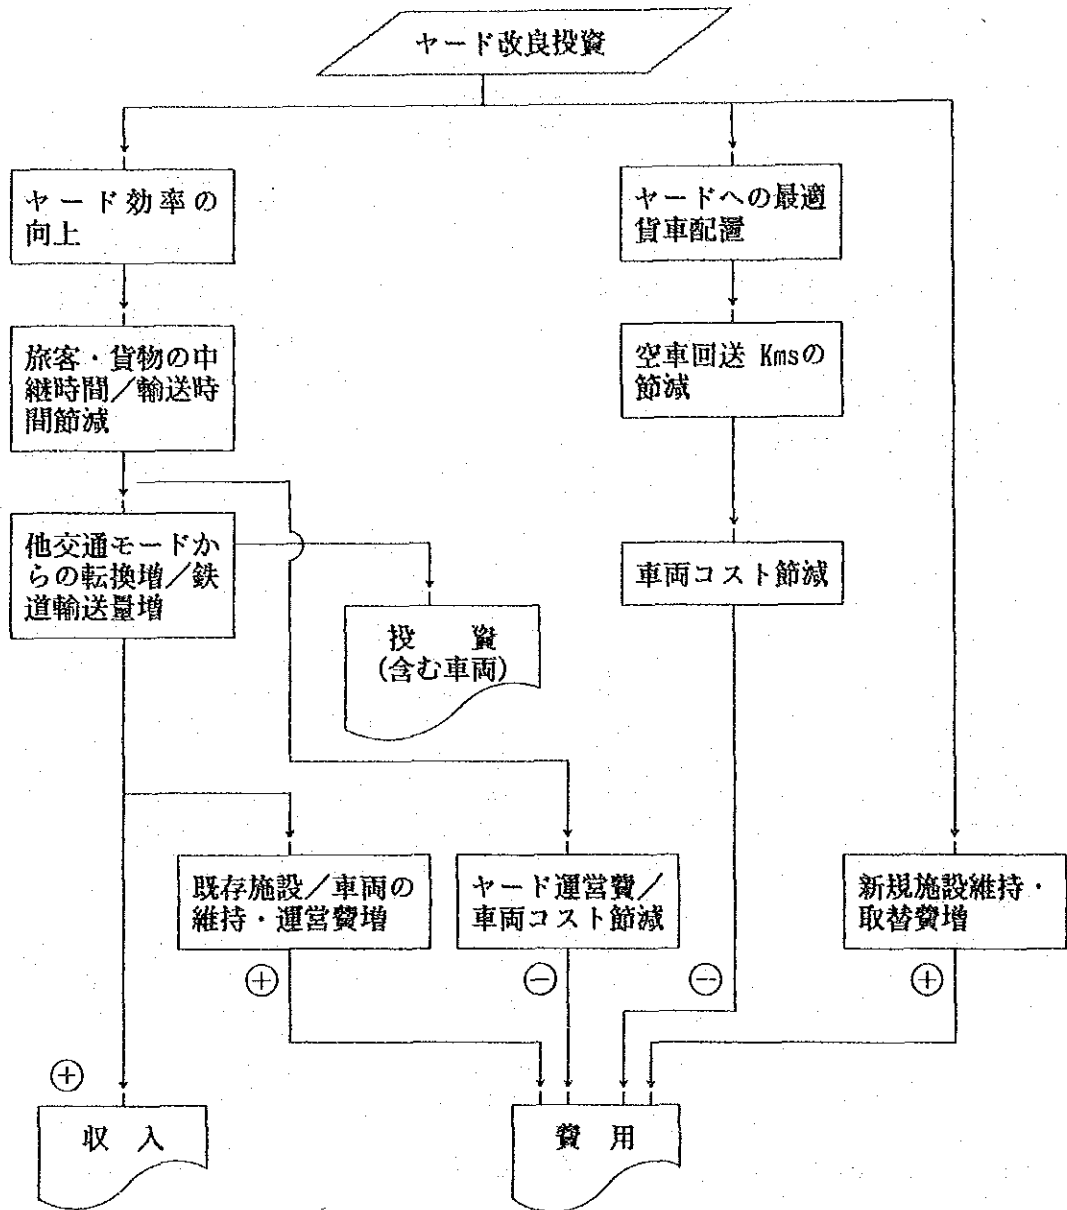 ヤード改良投資
ヤード効率の
向上
ヤードへの最適
貨車配置
旅客・貨物の中
継時間/輸送時
間節減
空車回送 Kmsの
節減
他交通モードか
らの転換増/鉄
道輸送量増
投 資
(含む車両)
車両コスト節減
既存施設/車両の
維持・運営費増
ヤード運営費/
車両コスト節減
新規施設維持・
取替費増
+
-
-
+
+
収 入
費 用